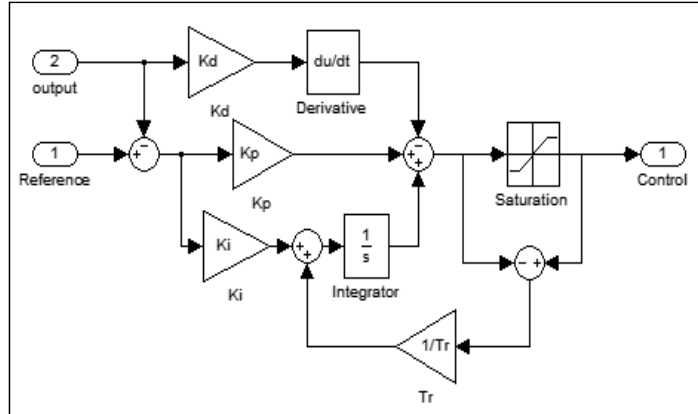 2
output
Kd
Kd
du/dt
Derivative
1
Reference
−
+
Kp
Kp
−
+
+
Saturation
1
Control
Ki
Ki
+
+
1
s
Integrator
− +
1/Tr
Tr